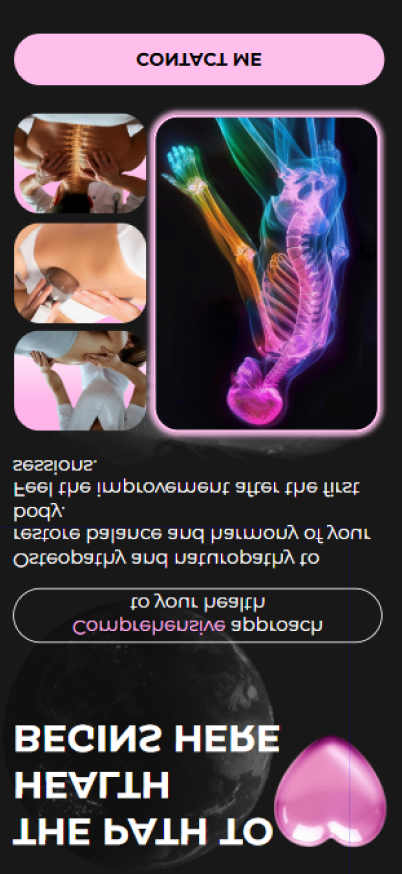 THE PATH TO
HEALTH
BEGINS HERE
Comprehensive approach
to your health
Osteopathy and naturopathy to
restore balance and harmony of your
body.
Feel the improvement after the first
sessions.
CONTACT ME